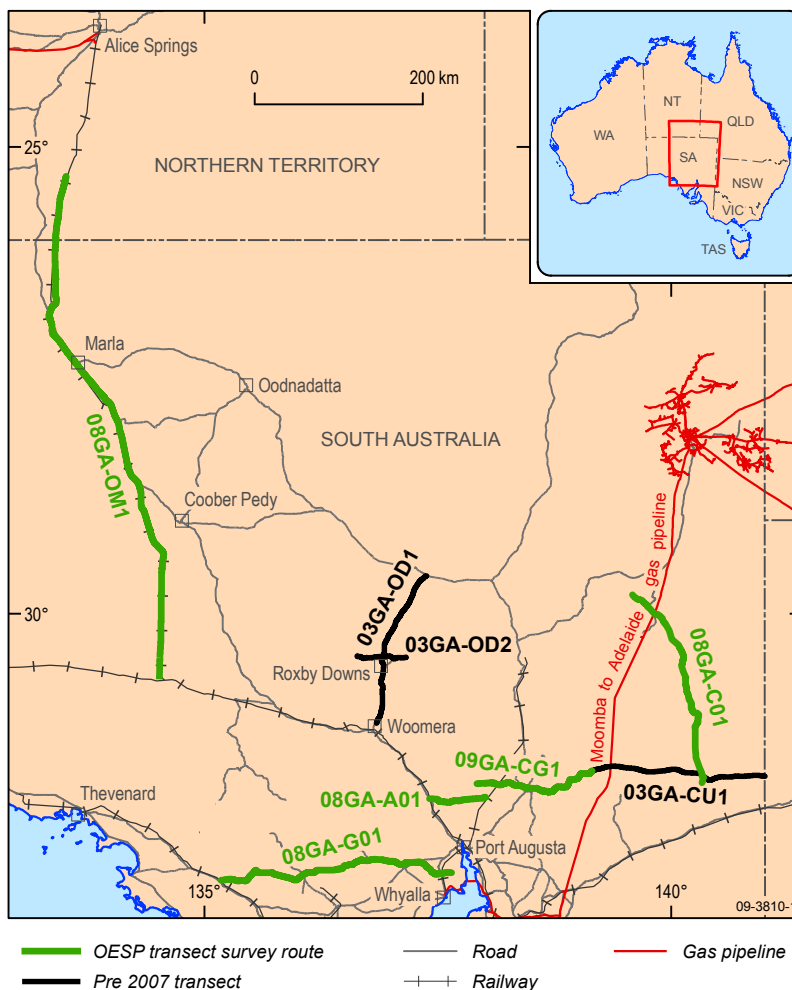 Alice Springs
0
200 km
NT
QLD
WA
SA
NSW
VIC
TAS
25°
NORTHERN TERRITORY
Marla
Oodnadatta
08GA-OM1
SOUTH AUSTRALIA
Coober Pedy
Moomba to Adelaide gas pipeline
03GA-OD1
30°
03GA-OD2
08GA-C01
Roxby Downs
Woomera
09GA-CG1
03GA-CU1
Thevenard
08GA-A01
08GA-G01
Port Augusta
Whyalla
135°
140°
09-3810-1
OESP transect survey route
Road
Gas pipeline
Pre 2007 transect
Railway